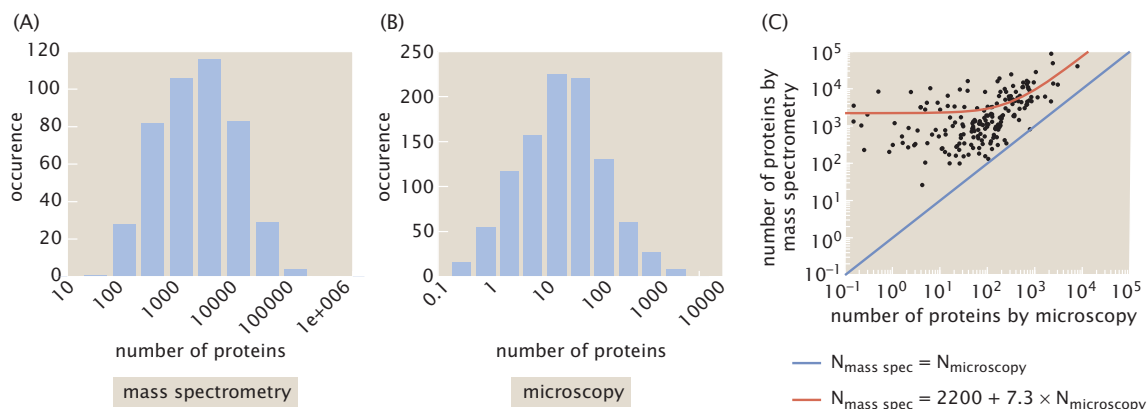 (A)
120
100
80
60
40
20
0
occurence
10 100 1000 10000 100000 1e+006
number of proteins
mass spectrometry
(B)
250
200
150
100
50
0
occurence
0.1 1 10 100 1000 10000
number of proteins
microscopy
(C)
10⁵
10⁴
10³
10²
10¹
10⁰
10⁻¹
number of proteins by
mass spectrometry
10⁻¹ 10⁰ 10¹ 10² 10³ 10⁴ 10⁵
number of proteins by microscopy
N_mass spec = N_microscopy
N_mass spec = 2200 + 7.3 × N_microscopy